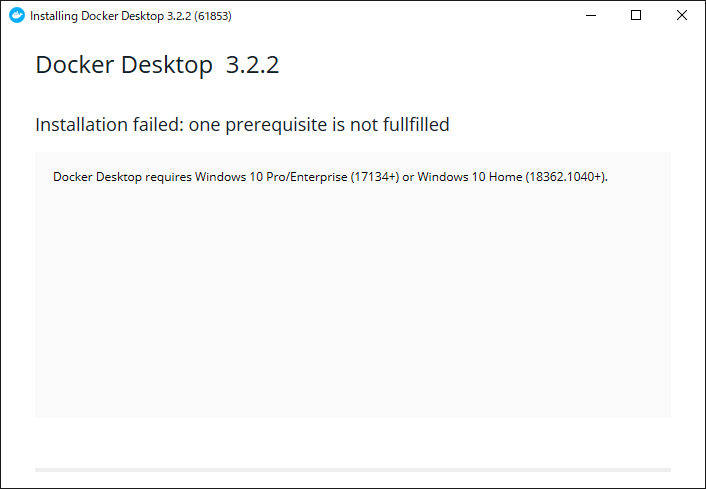 Installing Docker Desktop 3.2.2 (61853)
Docker Desktop 3.2.2
Installation failed: one prerequisite is not fullfilled
Docker Desktop requires Windows 10 Pro/Enterprise (17134+) or Windows 10 Home (18362.1040+).